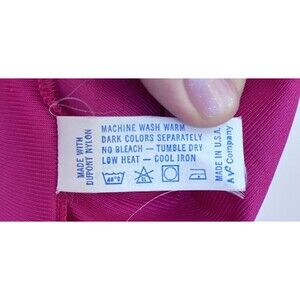 MADE WITH
DUPONT NYLON
MACHINE WASH WARM
DARK COLORS SEPARATELY
NO BLEACH — TUMBLE DRY
LOW HEAT — COOL IRON
MADE IN U.S.A.
A Company